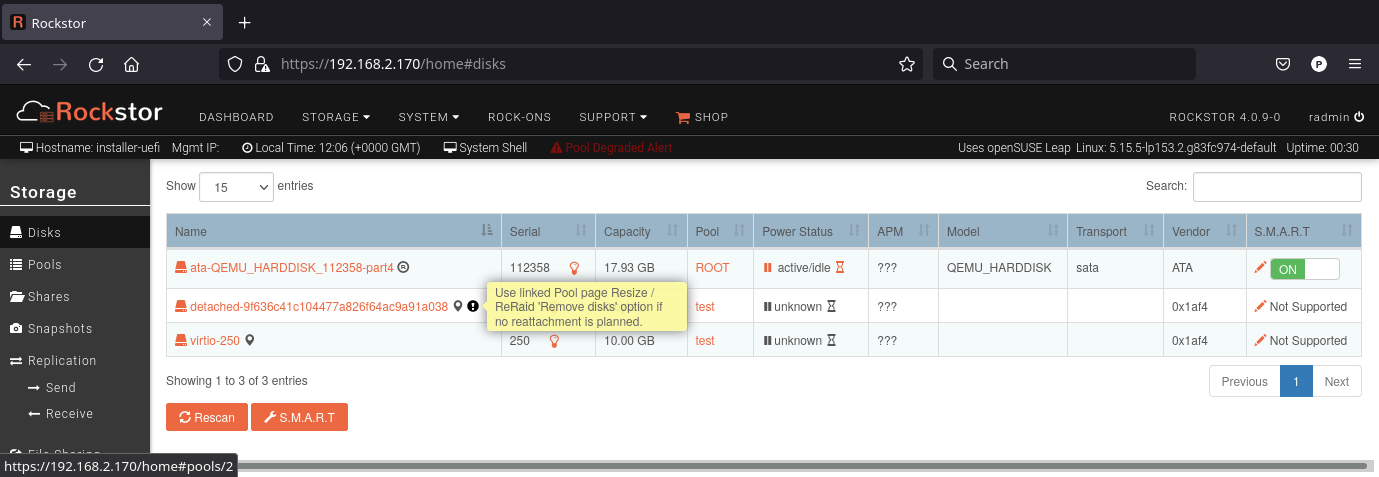 Rockstor
https://192.168.2.170/home#disks
Search
Rockstor DASHBOARD STORAGE SYSTEM ROCK-ONS SUPPORT SHOP ROCKSTOR 4.0.9-0 radmin
Hostname: installer-uefi Mgmt IP: Local Time: 12:06 (+0000 GMT) System Shell Pool Degraded Alert Uses openSUSE Leap Linux: 5.15.5-lp153.2.g83fc974-default Uptime: 00:30
Storage
Disks
Pools
Shares
Snapshots
Replication
Send
Receive
File Sharing
Show 15 entries Search:
Name Serial Capacity Pool Power Status APM Model Transport Vendor S.M.A.R.T
ata-QEMU_HARDDISK_112358-part4 112358 17.93 GB ROOT active/idle ??? QEMU_HARDDISK sata ATA ON
detached-9f636c41c104477a826f64ac9a91a038 test unknown ??? 0x1af4 Not Supported
Use linked Pool page Resize /
ReRaid 'Remove disks' option if
no reattachment is planned.
virtio-250 250 10.00 GB test unknown ??? 0x1af4 Not Supported
Showing 1 to 3 of 3 entries Previous 1 Next
Rescan S.M.A.R.T
https://192.168.2.170/home#pools/2